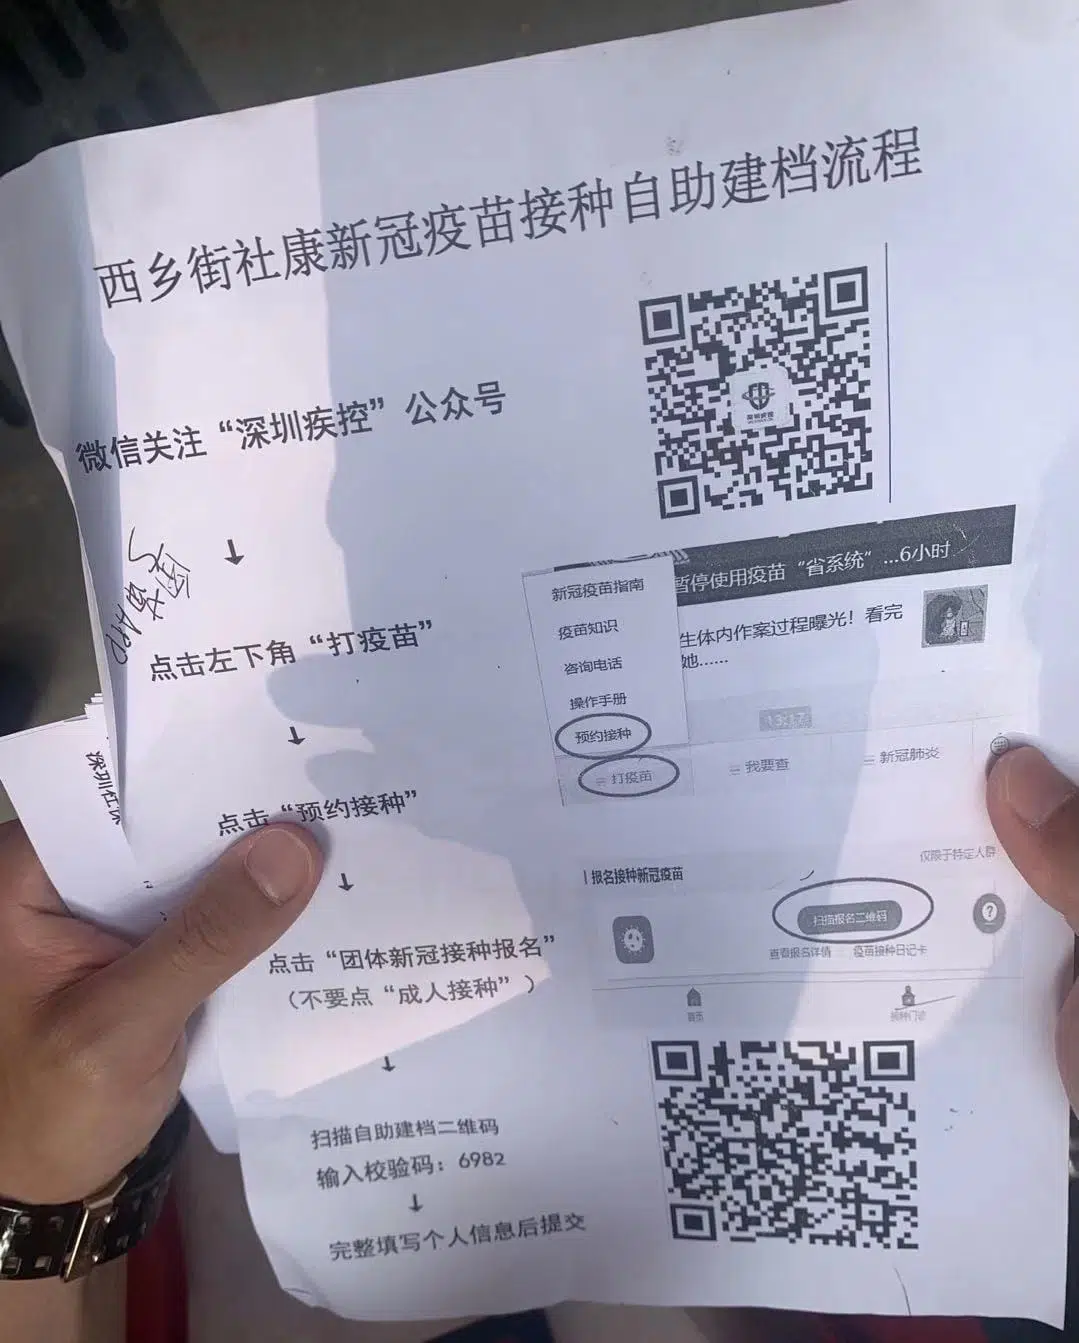 西乡街社康新冠疫苗接种自助建档流程
微信关注“深圳疾控”公众号
↓
点击左下角“打疫苗”
↓
点击“预约接种”
↓
点击“团体新冠接种报名”
（不要点“成人接种”）
↓
扫描自助建档二维码
输入校验码：6982
↓
完整填写个人信息后提交
苗APP
深圳疾控
暂停使用疫苗“省系统”...6小时
生体内作案过程曝光！看完
她......
13:17
新冠疫苗指南
疫苗知识
咨询电话
操作手册
预约接种
打疫苗
我要查
新冠肺炎
仅限于特定人群
报名接种新冠疫苗
扫描报名二维码
查看报名详情
疫苗接种日记卡
首页
接种门诊
深圳社康